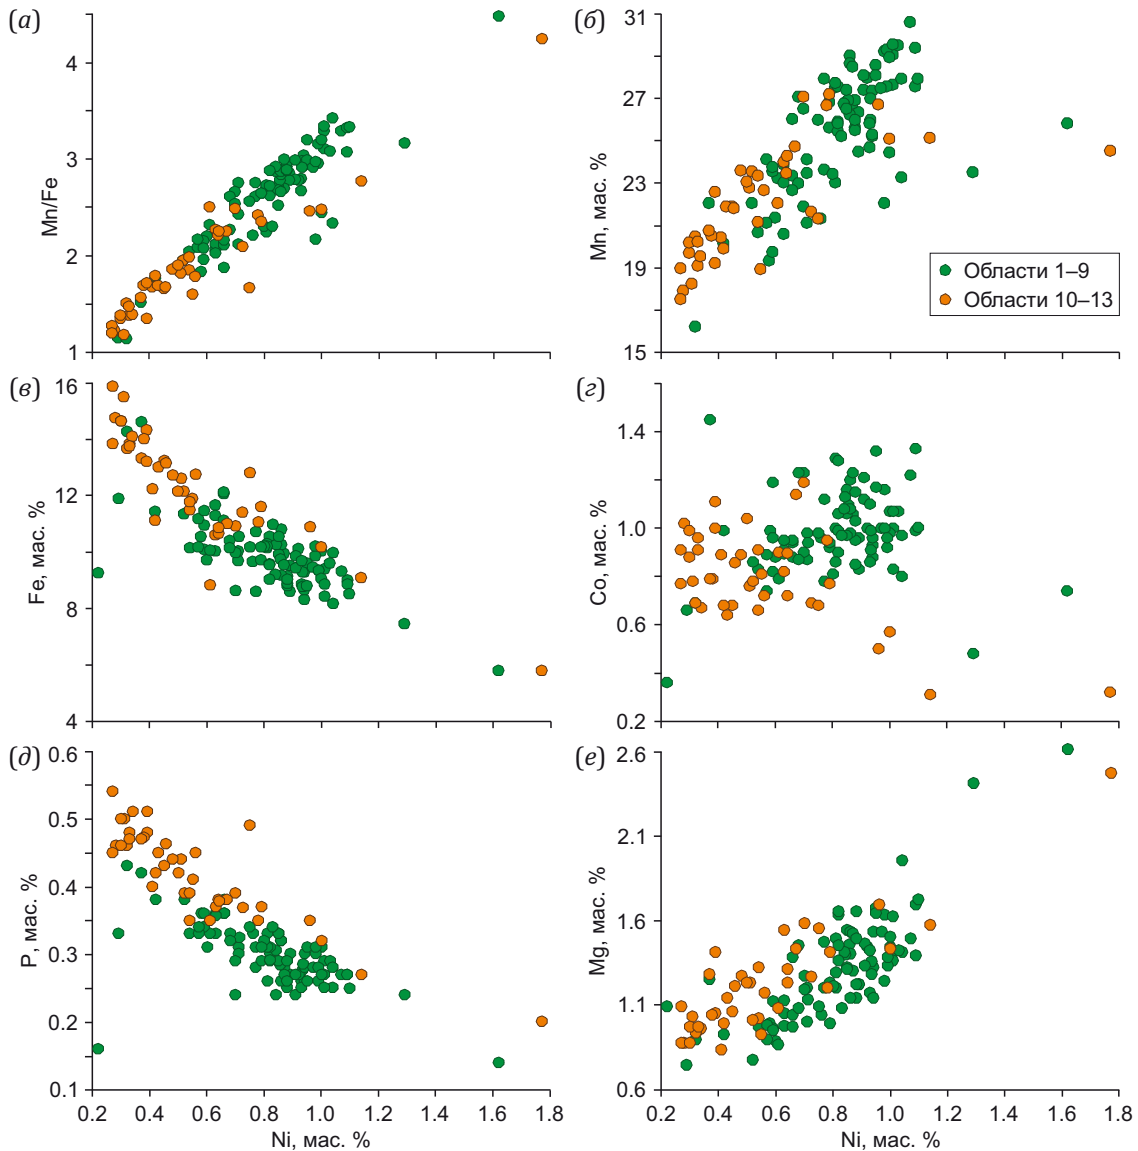 (а)
4
3
2
1
Mn/Fe
(б)
31
27
23
19
15
Mn, мас. %
Области 1–9
Области 10–13
(в)
16
12
8
4
Fe, мас. %
(г)
1.4
1.0
0.6
0.2
Co, мас. %
(д)
0.6
0.5
0.4
0.3
0.2
0.1
P, мас. %
0.2 0.4 0.6 0.8 1.0 1.2 1.4 1.6 1.8
Ni, мас. %
(е)
2.6
2.1
1.6
1.1
0.6
Mg, мас. %
0.2 0.4 0.6 0.8 1.0 1.2 1.4 1.6 1.8
Ni, мас. %